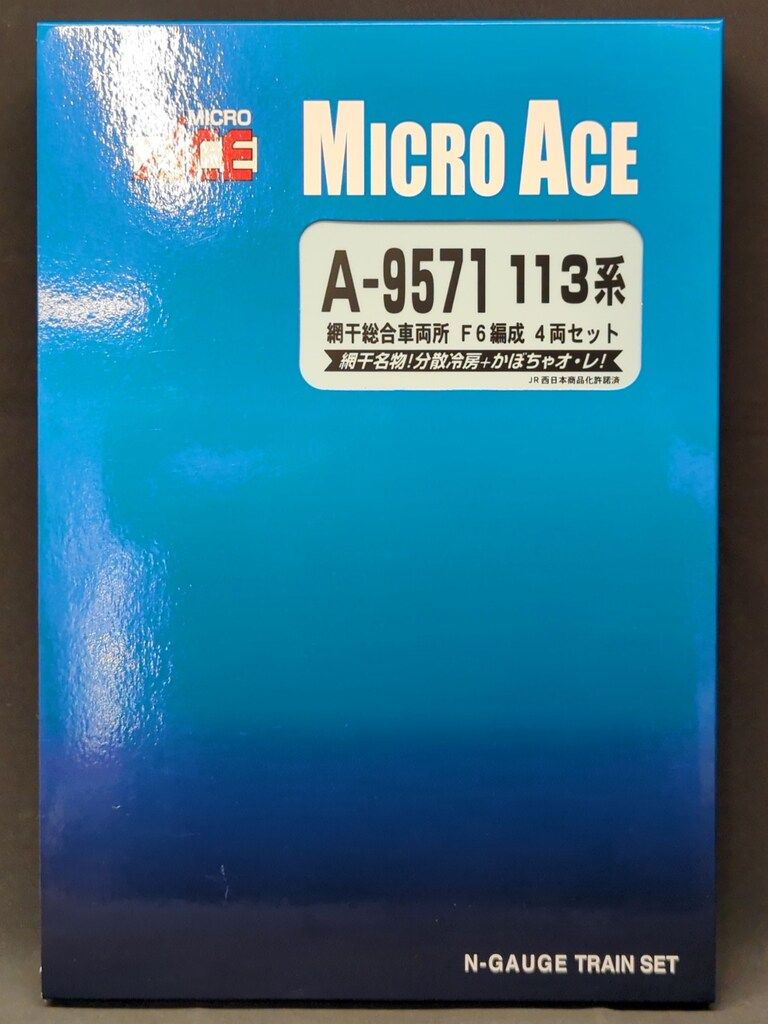 MICRO
ACE
MICRO ACE
A-9571 113系
網干総合車両所 F6編成 4両セット
網干名物!分散冷房+かぼちゃオ・レ!
JR西日本商品化許諾済
N-GAUGE TRAIN SET